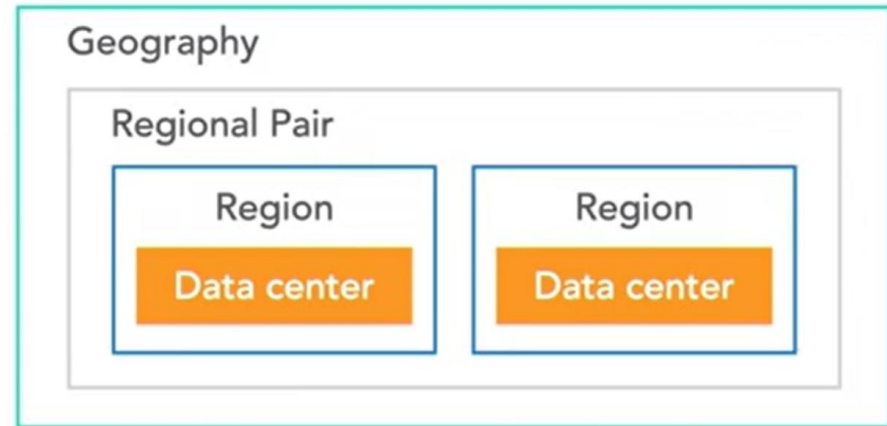 Geography
Regional Pair
Region
Region
Data center
Data center